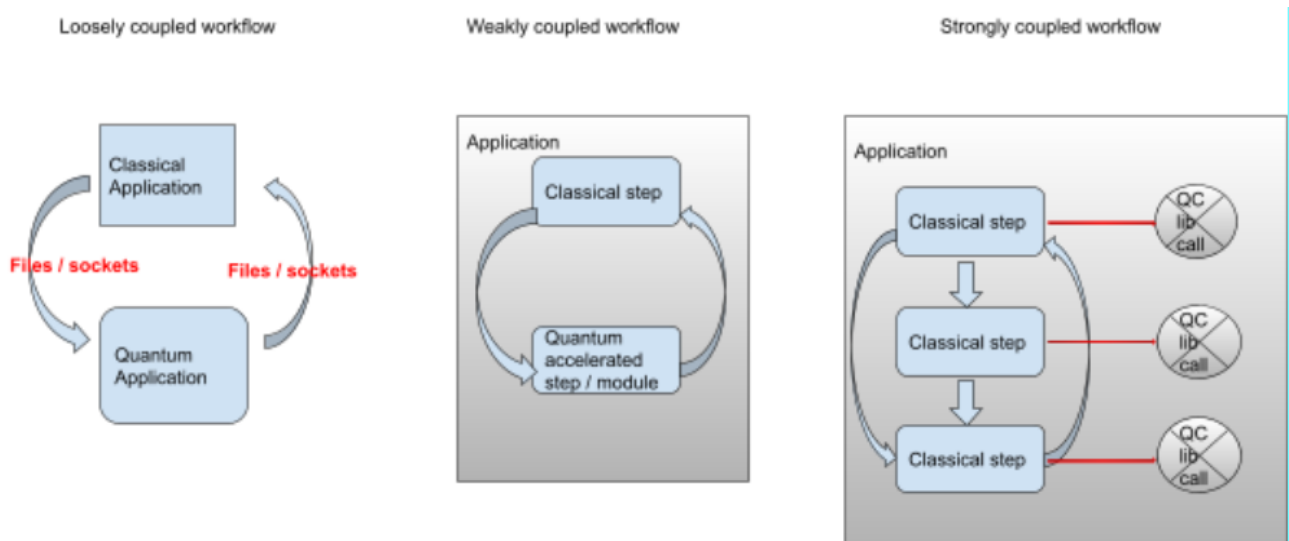 Loosely coupled workflow
Weakly coupled workflow
Strongly coupled workflow
Classical
Application
Files / sockets
Files / sockets
Quantum
Application
Application
Classical step
Quantum
accelerated
step / module
Application
Classical step
QC
lib
call
Classical step
QC
lib
call
Classical step
QC
lib
call